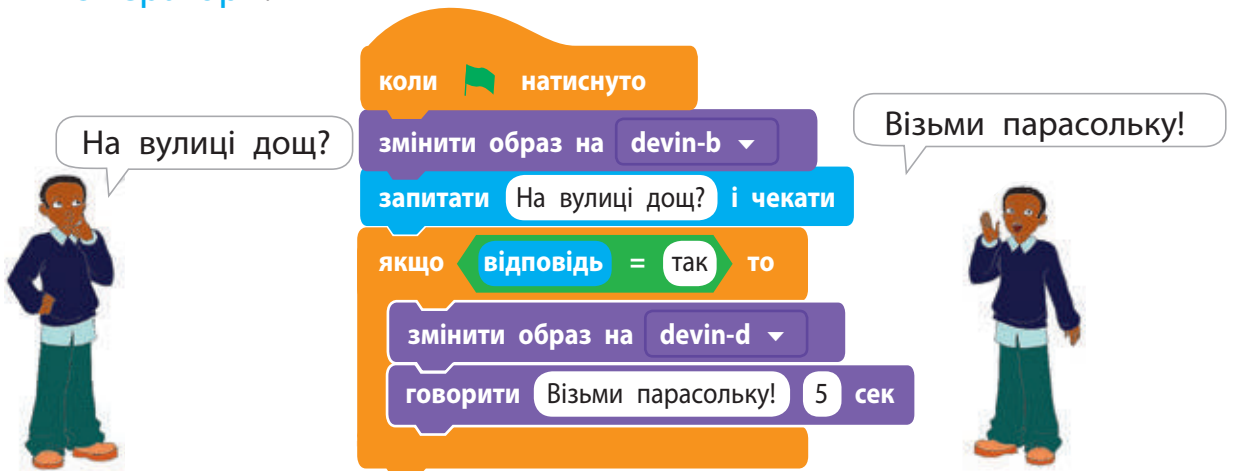 коли натиснуто
На вулиці дощ?
змінити образ на devin-b
Візьми парасольку!
запитати На вулиці дощ? і чекати
якщо відповідь = так то
змінити образ на devin-d
говорити Візьми парасольку! 5 сек